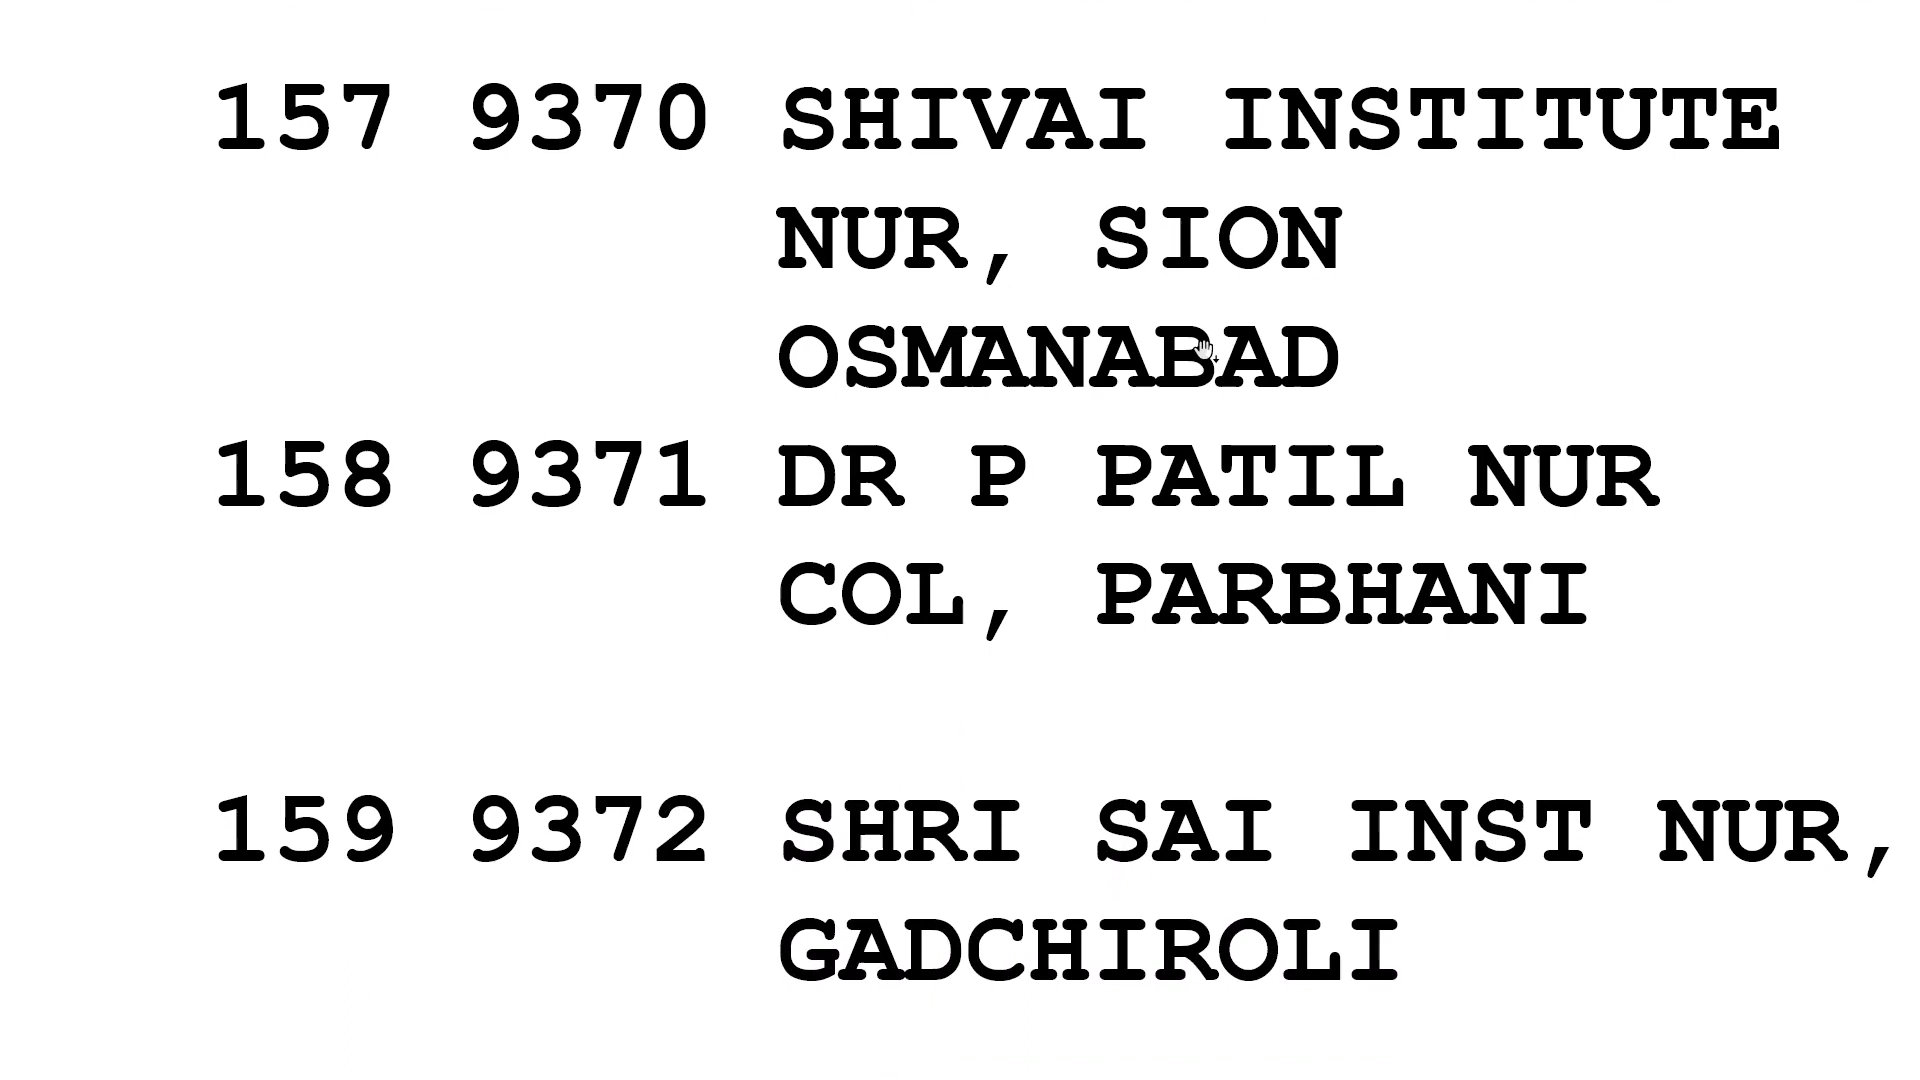 157 9370 SHIVAI INSTITUTE
NUR, SION
OSMANABAD
158 9371 DR P PATIL NUR
COL, PARBHANI
159 9372 SHRI SAI INST NUR,
GADCHIROLI